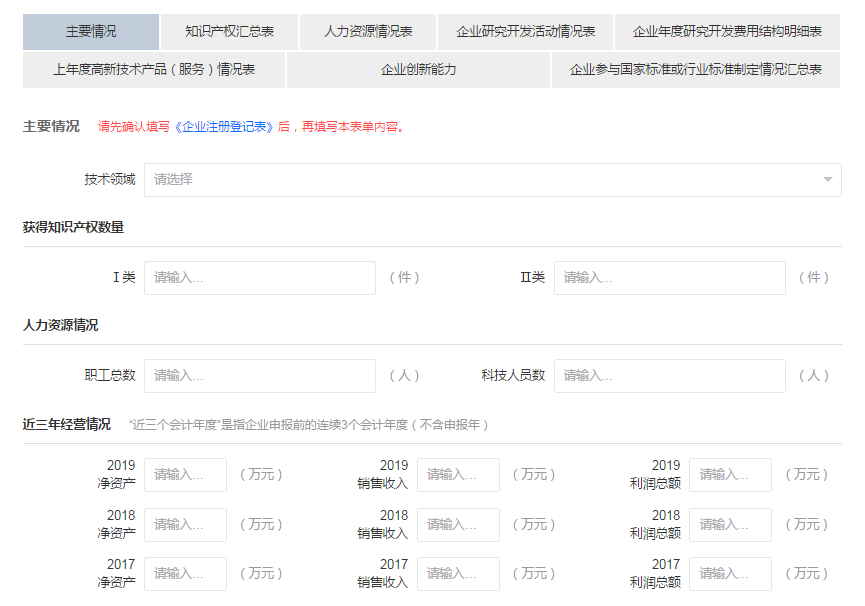 主要情况 知识产权汇总表 人力资源情况表 企业研究开发活动情况表 企业年度研究开发费用结构明细表
上年度高新技术产品（服务）情况表 企业创新能力 企业参与国家标准或行业标准制定情况汇总表
主要情况 请先确认填写《企业注册登记表》后，再填写本表单内容。
技术领域 请选择
获得知识产权数量
I 类 请输入... （件） II类 请输入... （件）
人力资源情况
职工总数 请输入... （人） 科技人员数 请输入... （人）
近三年经营情况 “近三个会计年度”是指企业申报前的连续3个会计年度（不含申报年）
2019 净资产 请输入... （万元） 2019 销售收入 请输入... （万元） 2019 利润总额 请输入... （万元）
2018 净资产 请输入... （万元） 2018 销售收入 请输入... （万元） 2018 利润总额 请输入... （万元）
2017 净资产 请输入... （万元） 2017 销售收入 请输入... （万元） 2017 利润总额 请输入... （万元）